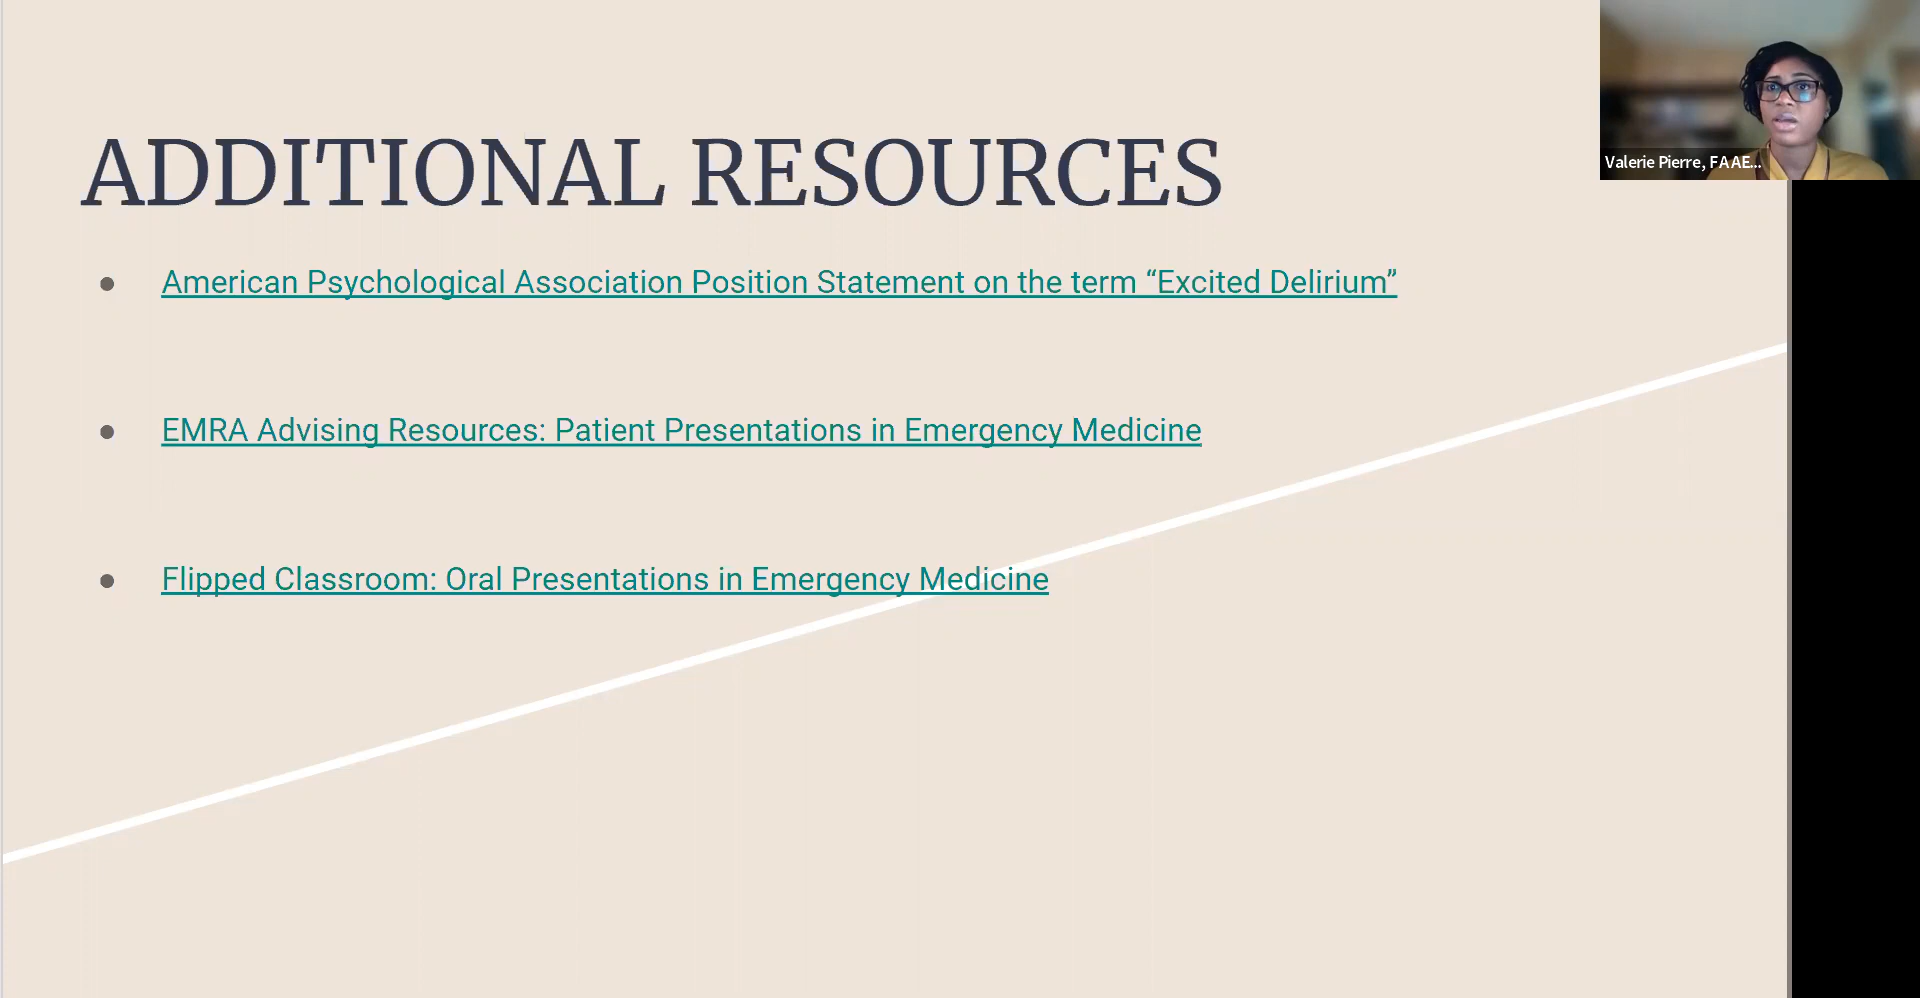 ADDITIONAL RESOURCES
American Psychological Association Position Statement on the term “Excited Delirium”
EMRA Advising Resources: Patient Presentations in Emergency Medicine
Flipped Classroom: Oral Presentations in Emergency Medicine
Valerie Pierre, FAAE...